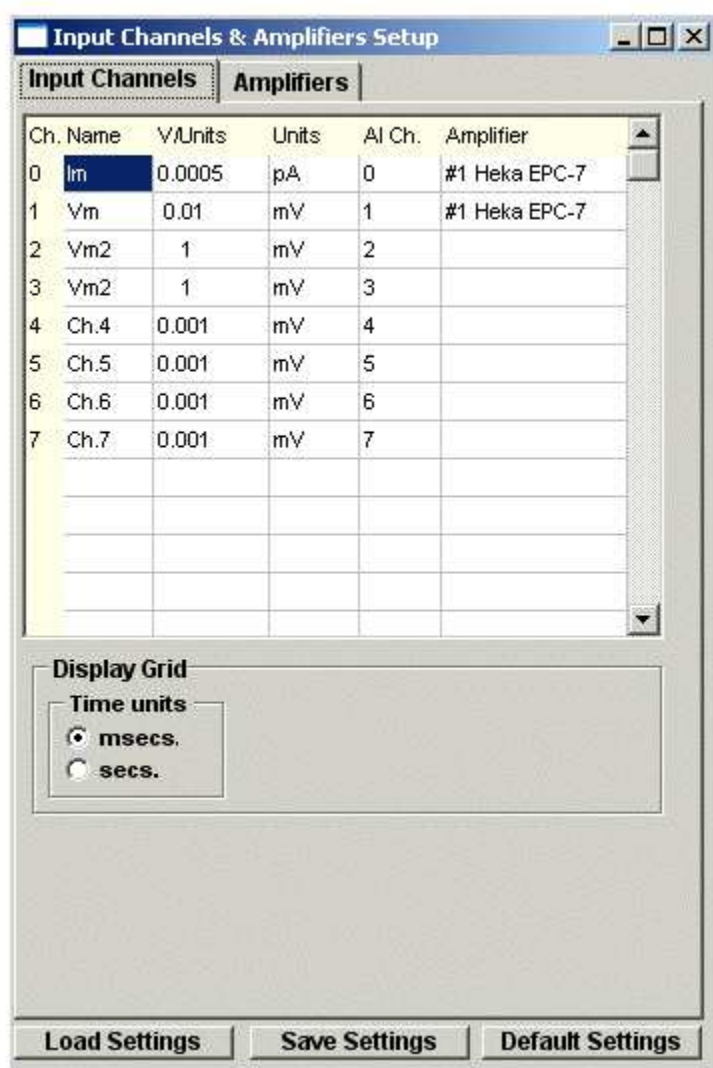 Input Channels & Amplifiers Setup
Input Channels Amplifiers
Ch. Name V/Units Units AI Ch. Amplifier
0 Im 0.0005 pA 0 #1 Heka EPC-7
1 Vm 0.01 mV 1 #1 Heka EPC-7
2 Vm2 1 mV 2
3 Vm2 1 mV 3
4 Ch.4 0.001 mV 4
5 Ch.5 0.001 mV 5
6 Ch.6 0.001 mV 6
7 Ch.7 0.001 mV 7
Display Grid
Time units
msecs.
secs.
Load Settings Save Settings Default Settings